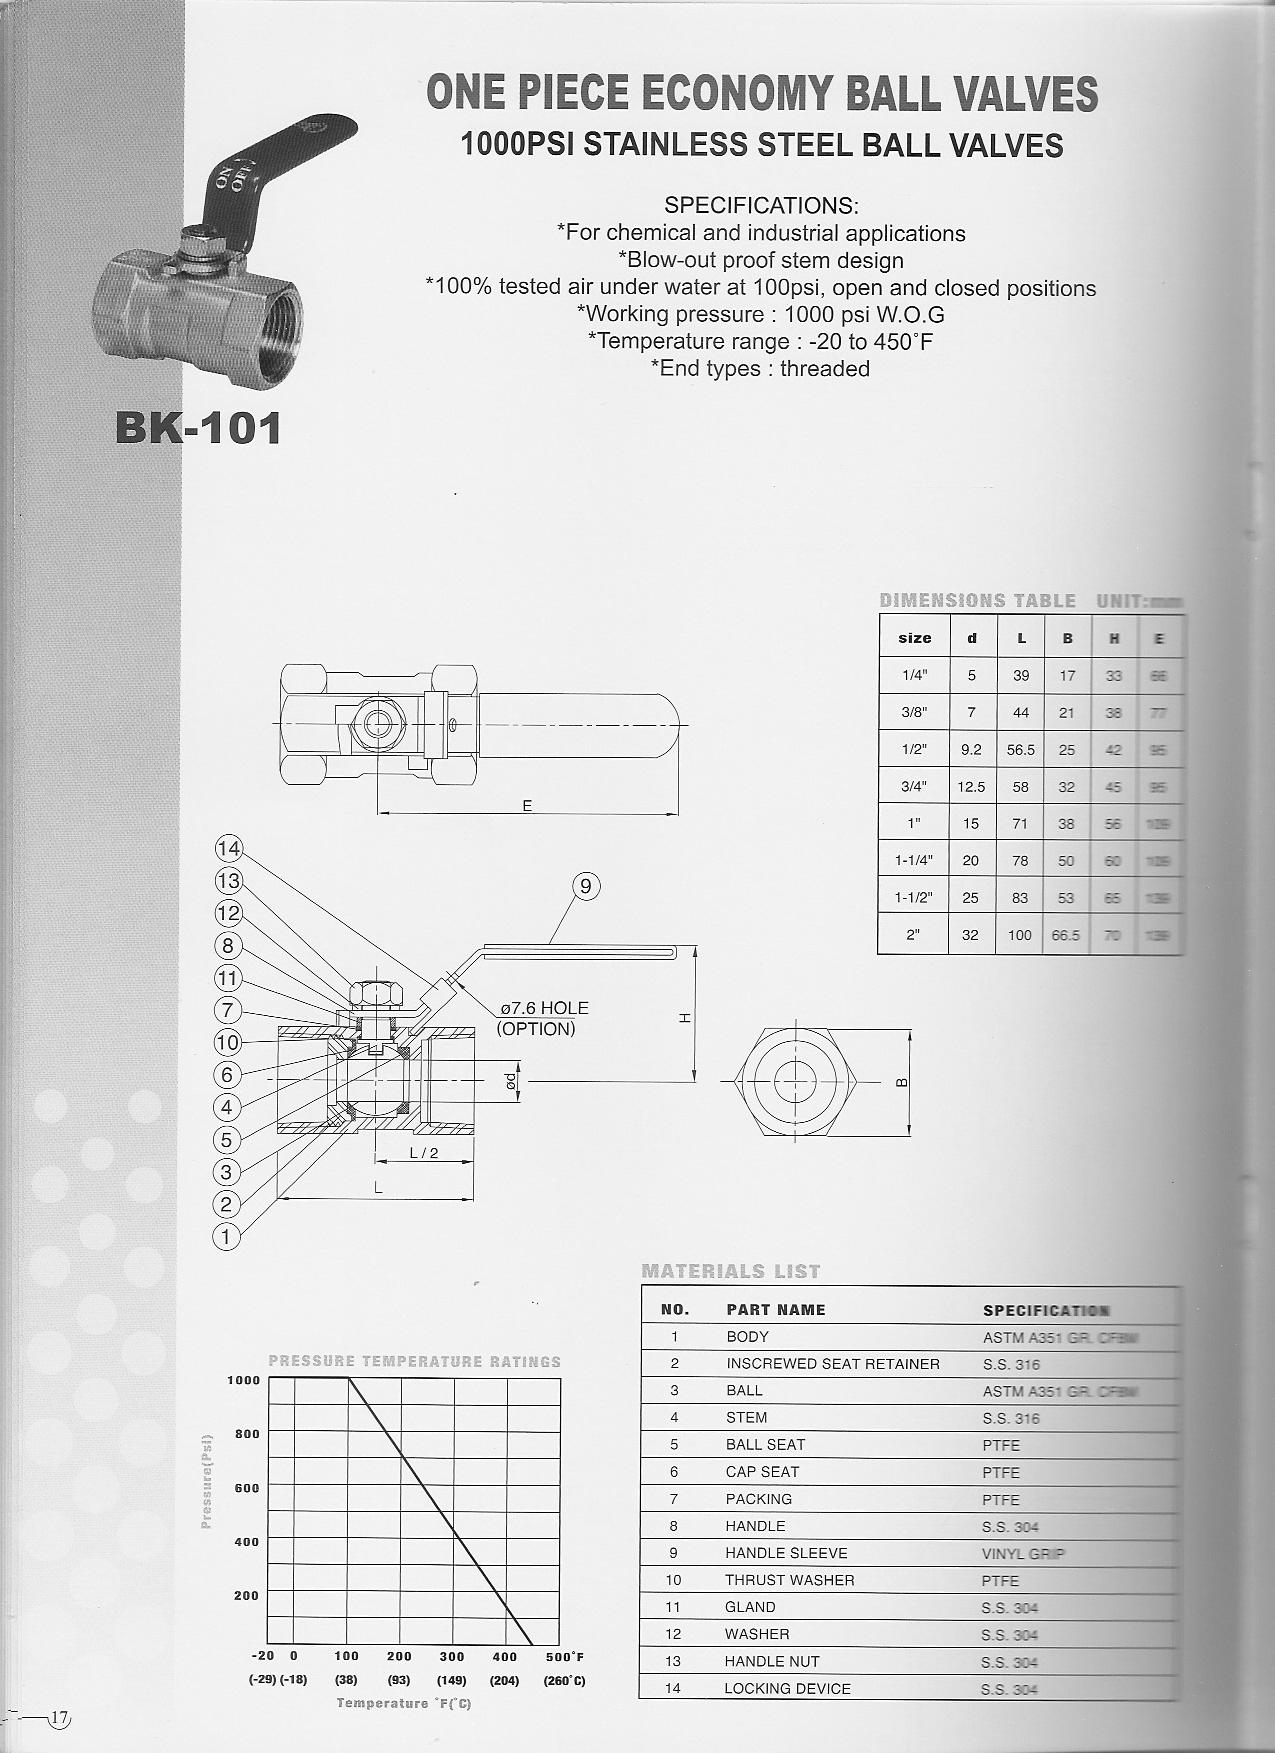 ONE PIECE ECONOMY BALL VALVES
1000PSI STAINLESS STEEL BALL VALVES
ON
OFF
BK-101
SPECIFICATIONS:
*For chemical and industrial applications
*Blow-out proof stem design
*100% tested air under water at 100psi, open and closed positions
*Working pressure : 1000 psi W.O.G
*Temperature range : -20 to 450°F
*End types : threaded
DIMENSIONS TABLE UNIT:mm
size d L B H E
1/4" 5 39 17 33 66
3/8" 7 44 21 38 77
1/2" 9.2 56.5 25 42 95
3/4" 12.5 58 32 45 95
1" 15 71 38 56
1-1/4" 20 78 50 60
1-1/2" 25 83 53 65
2" 32 100 66.5 70
E
14
13
12
8
11
7
10
6
4
5
3
2
1
9
ø7.6 HOLE
(OPTION)
H
ød
L/2
L
B
MATERIALS LIST
NO. PART NAME SPECIFICATION
1 BODY ASTM A351 GR. CF8M
2 INSCREWED SEAT RETAINER S.S. 316
3 BALL ASTM A351 GR. CF8M
4 STEM S.S. 316
5 BALL SEAT PTFE
6 CAP SEAT PTFE
7 PACKING PTFE
8 HANDLE S.S. 304
9 HANDLE SLEEVE VINYL GRIP
10 THRUST WASHER PTFE
11 GLAND S.S. 304
12 WASHER S.S. 304
13 HANDLE NUT S.S. 304
14 LOCKING DEVICE S.S. 304
PRESSURE TEMPERATURE RATINGS
Pressure(Psi)
1000
800
600
400
200
-20 0 100 200 300 400 500°F
(-29) (-18) (38) (93) (149) (204) (260°C)
Temperature °F(°C)
17